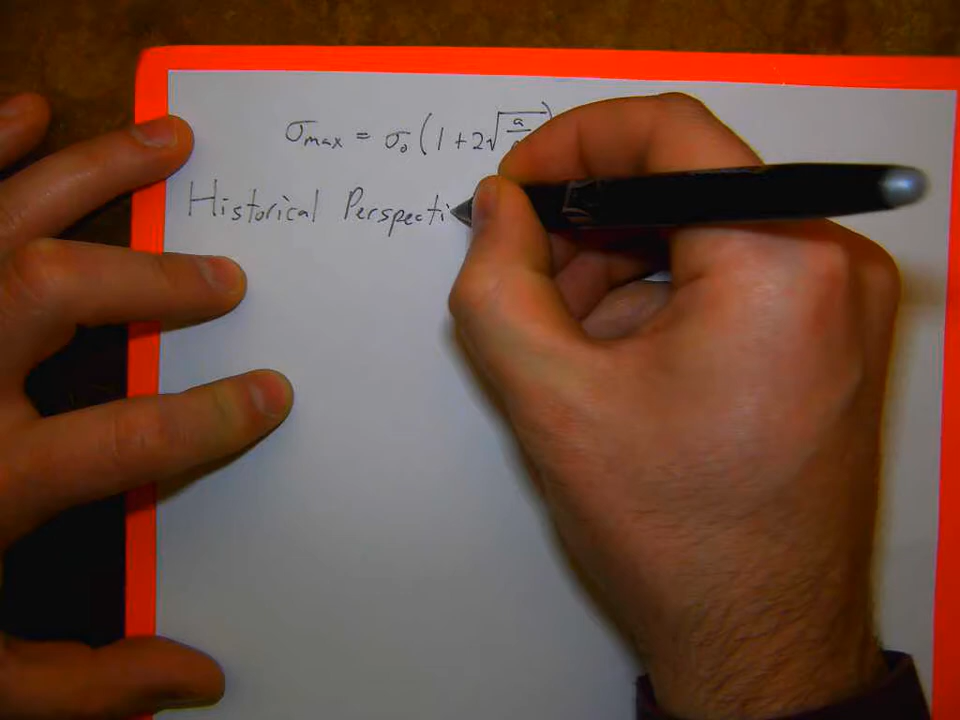 σmax = σ₀ (1 + 2√a
Historical Perspecti